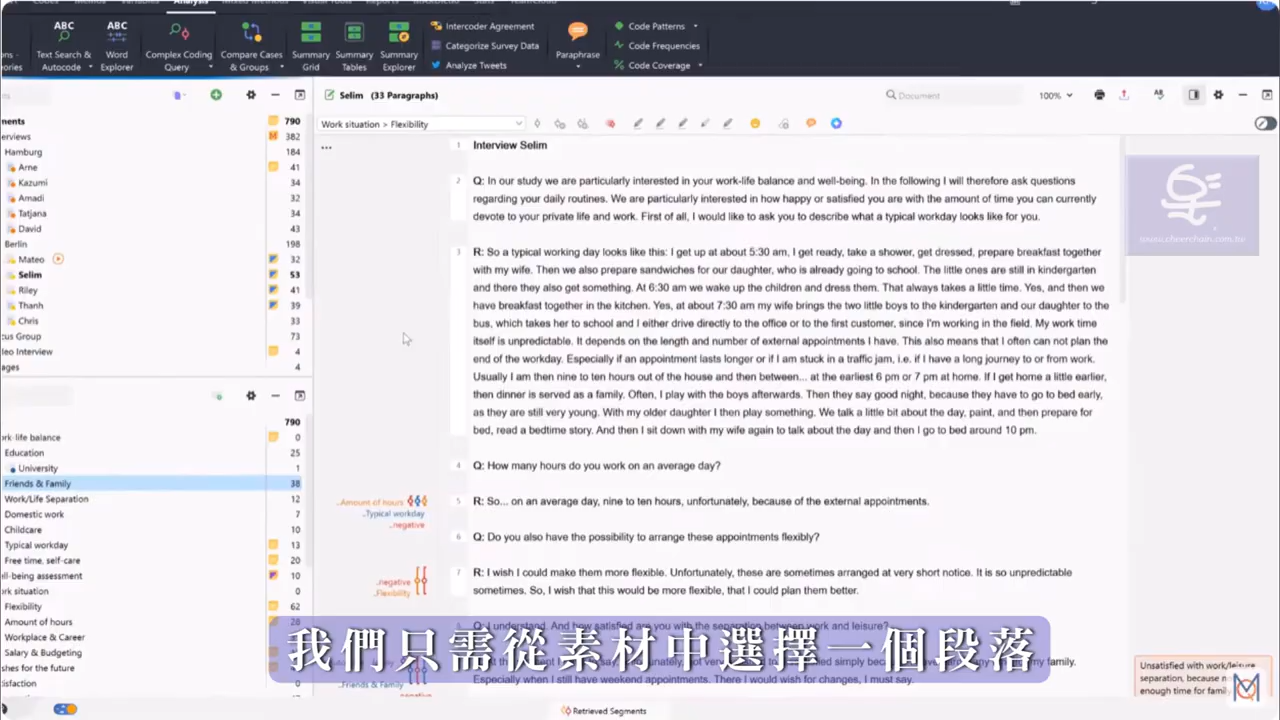 Analysis
ABC
ABC
Text Search &
Autocode
Word
Explorer
Complex Coding
Query
Compare Cases
& Groups
Summary
Grid
Summary
Tables
Summary
Explorer
Intercoder Agreement
Categorize Survey Data
Analyze Tweets
Paraphrase
Code Patterns
Code Frequencies
Code Coverage
ments 790
erviews 382
Hamburg 184
Arne 41
Kazumi 34
Amadi 32
Tatjana 34
David 43
Berlin 198
Mateo 32
Selim 53
Riley 41
Thanh 39
Chris 33
cus Group 73
leo Interview 4
ages 4
790
rk-life balance 0
Education 25
University 1
Friends & Family 38
Work/Life Separation 12
Domestic work 7
Childcare 10
Typical workday 13
Free time, self-care 20
ll-being assessment 10
rk situation 0
Flexibility 62
Amount of hours 28
Workplace & Career
Salary & Budgeting
shes for the future
tisfaction 0
Selim (33 Paragraphs)
Document
100%
Work situation > Flexibility
1 Interview Selim
2 Q: In our study we are particularly interested in your work-life balance and well-being. In the following I will therefore ask questions
regarding your daily routines. We are particularly interested in how happy or satisfied you are with the amount of time you can currently
devote to your private life and work. First of all, I would like to ask you to describe what a typical workday looks like for you.
3 R: So a typical working day looks like this: I get up at about 5:30 am, I get ready, take a shower, get dressed, prepare breakfast together
with my wife. Then we also prepare sandwiches for our daughter, who is already going to school. The little ones are still in kindergarten
and there they also get something. At 6:30 am we wake up the children and dress them. That always takes a little time. Yes, and then we
have breakfast together in the kitchen. Yes, at about 7:30 am my wife brings the two little boys to the kindergarten and our daughter to the
bus, which takes her to school and I either drive directly to the office or to the first customer, since I'm working in the field. My work time
itself is unpredictable. It depends on the length and number of external appointments I have. This also means that I often can not plan the
end of the workday. Especially if an appointment lasts longer or if I am stuck in a traffic jam, i.e. if I have a long journey to or from work.
Usually I am then nine to ten hours out of the house and then between... at the earliest 6 pm or 7 pm at home. If I get home a little earlier,
then dinner is served as a family. Often, I play with the boys afterwards. Then they say good night, because they have to go to bed early,
as they are still very young. With my older daughter I then play something. We talk a little bit about the day, paint, and then prepare for
bed, read a bedtime story. And then I sit down with my wife again to talk about the day and then I go to bed around 10 pm.
4 Q: How many hours do you work on an average day?
..Amount of hours
..Typical workday
..negative
5 R: So... on an average day, nine to ten hours, unfortunately, because of the external appointments.
6 Q: Do you also have the possibility to arrange these appointments flexibly?
..negative
..Flexibility
7 R: I wish I could make them more flexible. Unfortunately, these are sometimes arranged at very short notice. It is so unpredictable
sometimes. So, I wish that this would be more flexible, that I could plan them better.
Q: I understand. And how satisfied are you with the separation between work and leisure?
family.
..Friends & Family
Especially when I still have weekend appointments. There I would wish for changes, I must say.
我們只需從素材中選擇一個段落
www.cheerchain.com.tw
Unsatisfied with work/leisure
separation, because n
enough time for family
Retrieved Segments